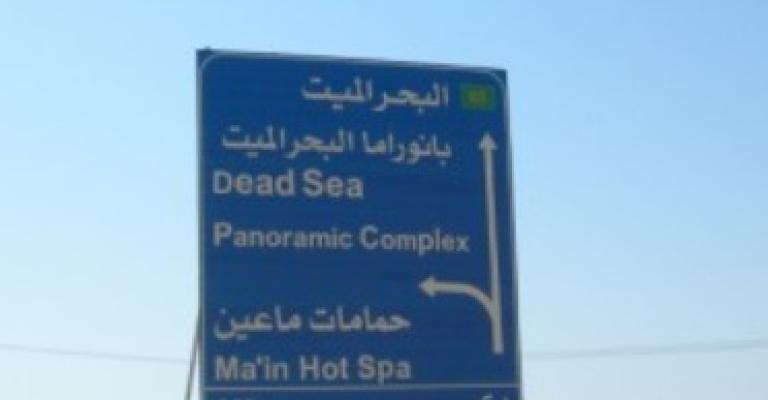 البحر الميت
بانوراما البحر الميت
Dead Sea
Panoramic Complex
حمامات ماعين
Ma'in Hot Spa